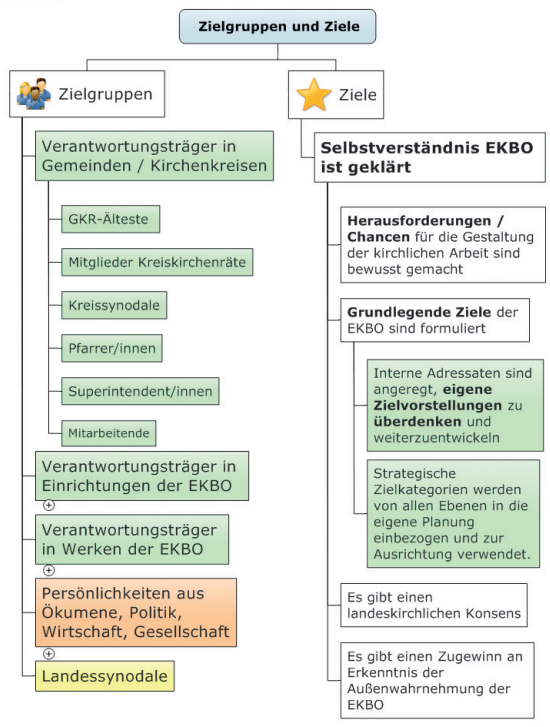 Zielgruppen und Ziele
Zielgruppen
Verantwortungsträger in
Gemeinden / Kirchenkreisen
GKR-Älteste
Mitglieder Kreiskirchenräte
Kreissynodale
Pfarrer/innen
Superintendent/innen
Mitarbeitende
Verantwortungsträger in
Einrichtungen der EKBO
Verantwortungsträger
in Werken der EKBO
Persönlichkeiten aus
Ökumene, Politik,
Wirtschaft, Gesellschaft
Landessynodale
Ziele
Selbstverständnis EKBO
ist geklärt
Herausforderungen /
Chancen für die Gestaltung
der kirchlichen Arbeit sind
bewusst gemacht
Grundlegende Ziele der
EKBO sind formuliert
Interne Adressaten sind
angeregt, eigene
Zielvorstellungen zu
überdenken und
weiterzuentwickeln
Strategische
Zielkategorien werden
von allen Ebenen in die
eigene Planung
einbezogen und zur
Ausrichtung verwendet.
Es gibt einen
landeskirchlichen Konsens
Es gibt einen Zugewinn an
Erkenntnis der
Außenwahrnehmung der
EKBO